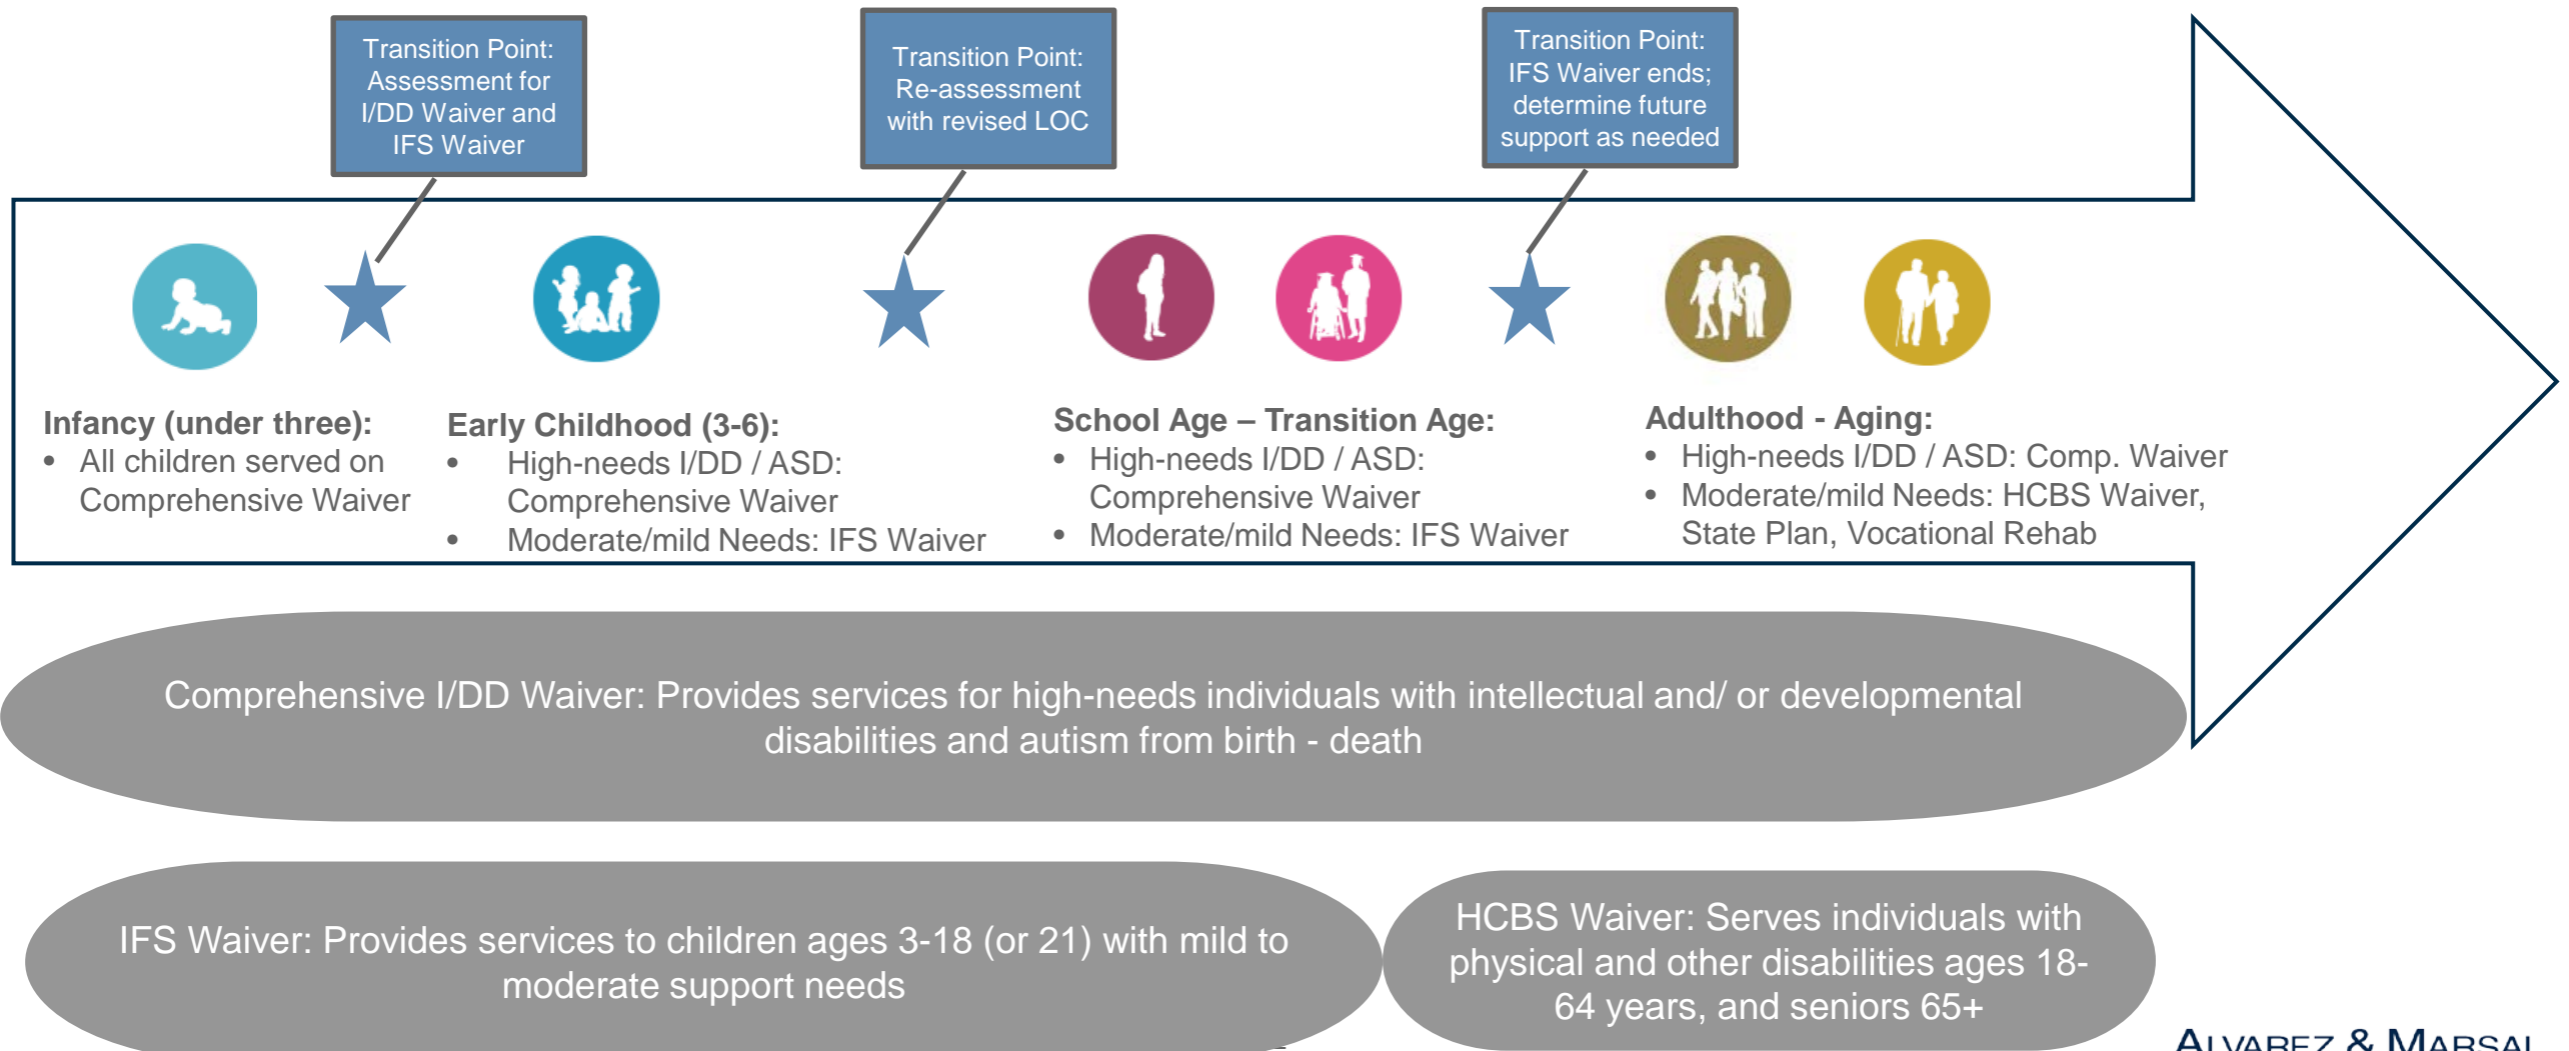 Transition Point:
Assessment for
I/DD Waiver and
IFS Waiver
Transition Point:
Re-assessment
with revised LOC
Transition Point:
IFS Waiver ends;
determine future
support as needed
Infancy (under three):
• All children served on
Comprehensive Waiver
Early Childhood (3-6):
• High-needs I/DD / ASD:
Comprehensive Waiver
• Moderate/mild Needs: IFS Waiver
School Age – Transition Age:
• High-needs I/DD / ASD:
Comprehensive Waiver
• Moderate/mild Needs: IFS Waiver
Adulthood - Aging:
• High-needs I/DD / ASD: Comp. Waiver
• Moderate/mild Needs: HCBS Waiver,
State Plan, Vocational Rehab
Comprehensive I/DD Waiver: Provides services for high-needs individuals with intellectual and/ or developmental
disabilities and autism from birth - death
IFS Waiver: Provides services to children ages 3-18 (or 21) with mild to
moderate support needs
HCBS Waiver: Serves individuals with
physical and other disabilities ages 18-
64 years, and seniors 65+
ALVAREZ & MARSAL